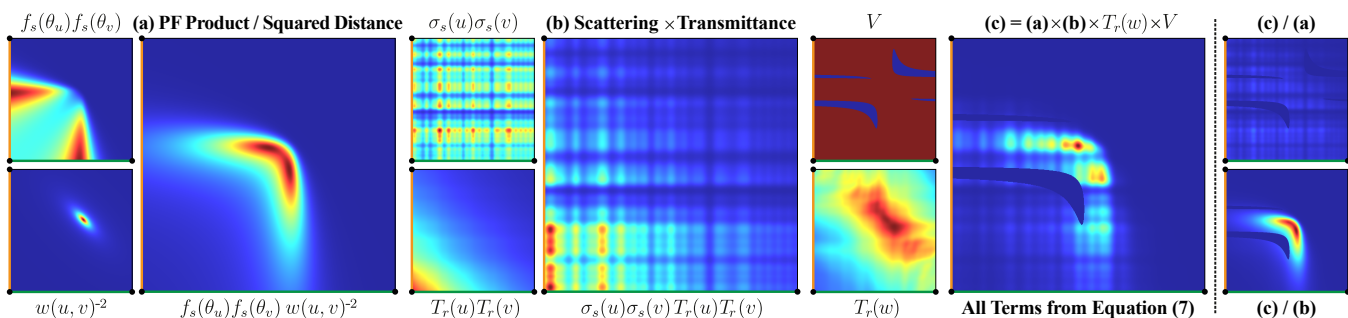 f_s(θ_u)f_s(θ_v)
(a) PF Product / Squared Distance
σ_s(u)σ_s(v)
(b) Scattering ×Transmittance
V
(c) = (a)×(b)×T_r(w)×V
(c) / (a)
w(u, v)^-2
f_s(θ_u)f_s(θ_v) w(u, v)^-2
T_r(u)T_r(v)
σ_s(u)σ_s(v)T_r(u)T_r(v)
T_r(w)
All Terms from Equation (7)
(c) / (b)